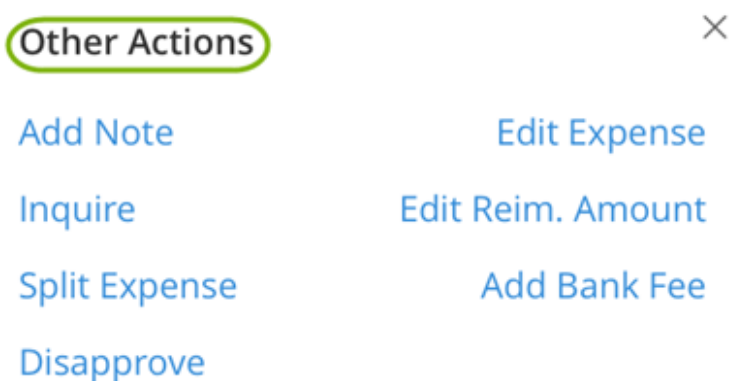 Other Actions
Add Note
Edit Expense
Inquire
Edit Reim. Amount
Split Expense
Add Bank Fee
Disapprove